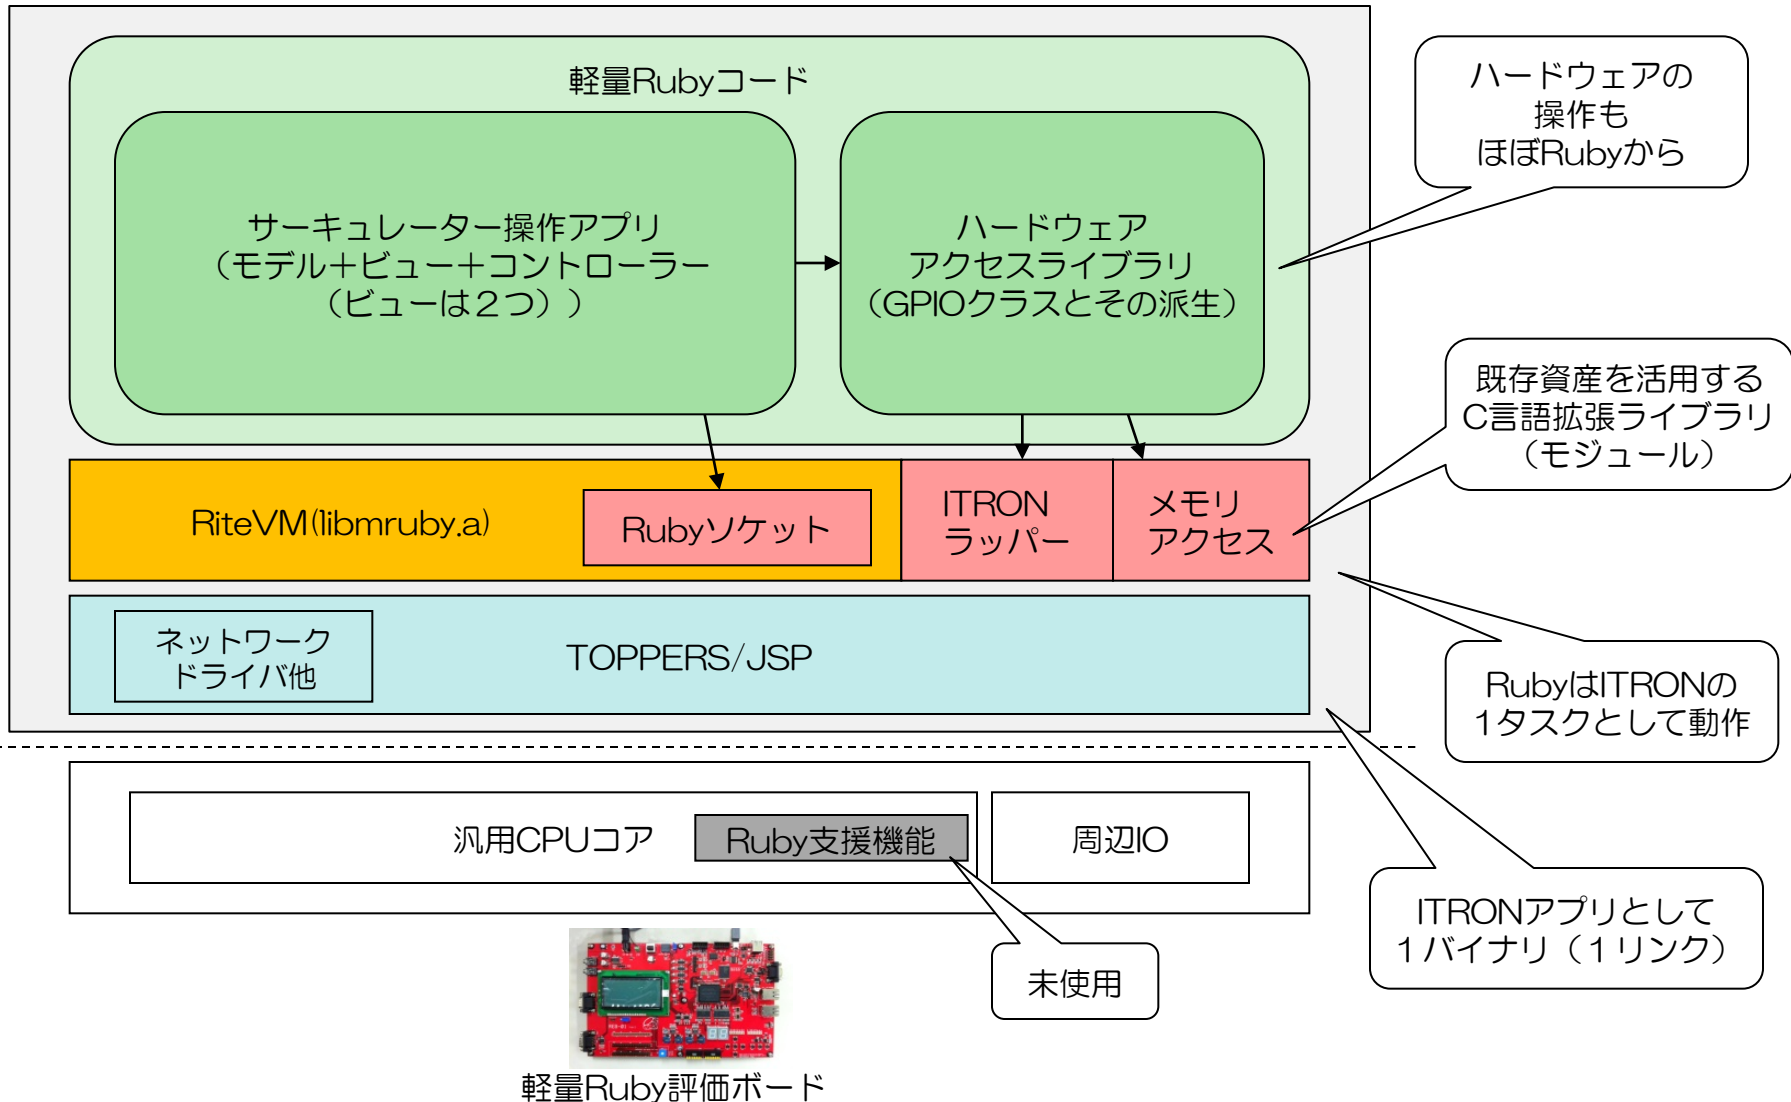 軽量Rubyコード
サーキュレーター操作アプリ
（モデル＋ビュー＋コントローラー
（ビューは２つ））
ハードウェア
アクセスライブラリ
（GPIOクラスとその派生）
ハードウェアの
操作も
ほぼRubyから
既存資産を活用する
C言語拡張ライブラリ
（モジュール）
RiteVM(libmruby.a)
Rubyソケット
ITRON
ラッパー
メモリ
アクセス
ネットワーク
ドライバ他
TOPPERS/JSP
RubyはITRONの
1タスクとして動作
汎用CPUコア
Ruby支援機能
周辺IO
ITRONアプリとして
１バイナリ（１リンク）
未使用
軽量Ruby評価ボード